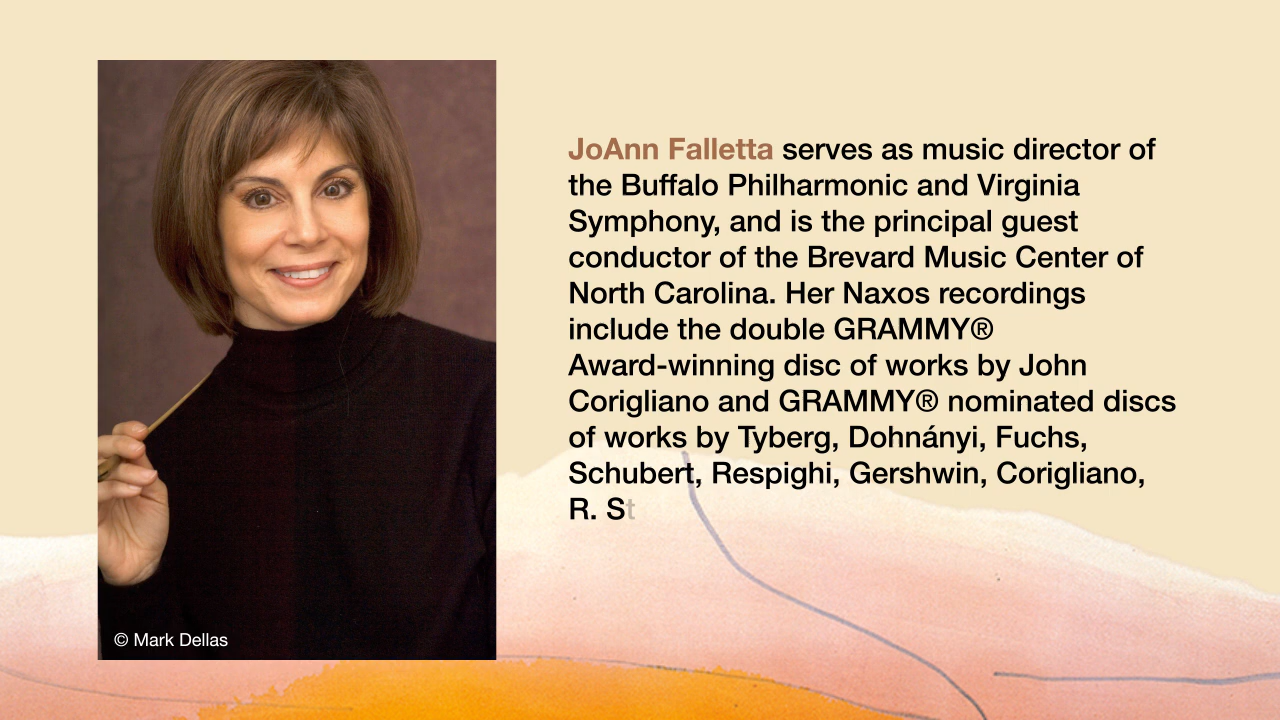 JoAnn Falletta serves as music director of
the Buffalo Philharmonic and Virginia
Symphony, and is the principal guest
conductor of the Brevard Music Center of
North Carolina. Her Naxos recordings
include the double GRAMMY®
Award-winning disc of works by John
Corigliano and GRAMMY® nominated discs
of works by Tyberg, Dohnányi, Fuchs,
Schubert, Respighi, Gershwin, Corigliano,
R. St
© Mark Dellas